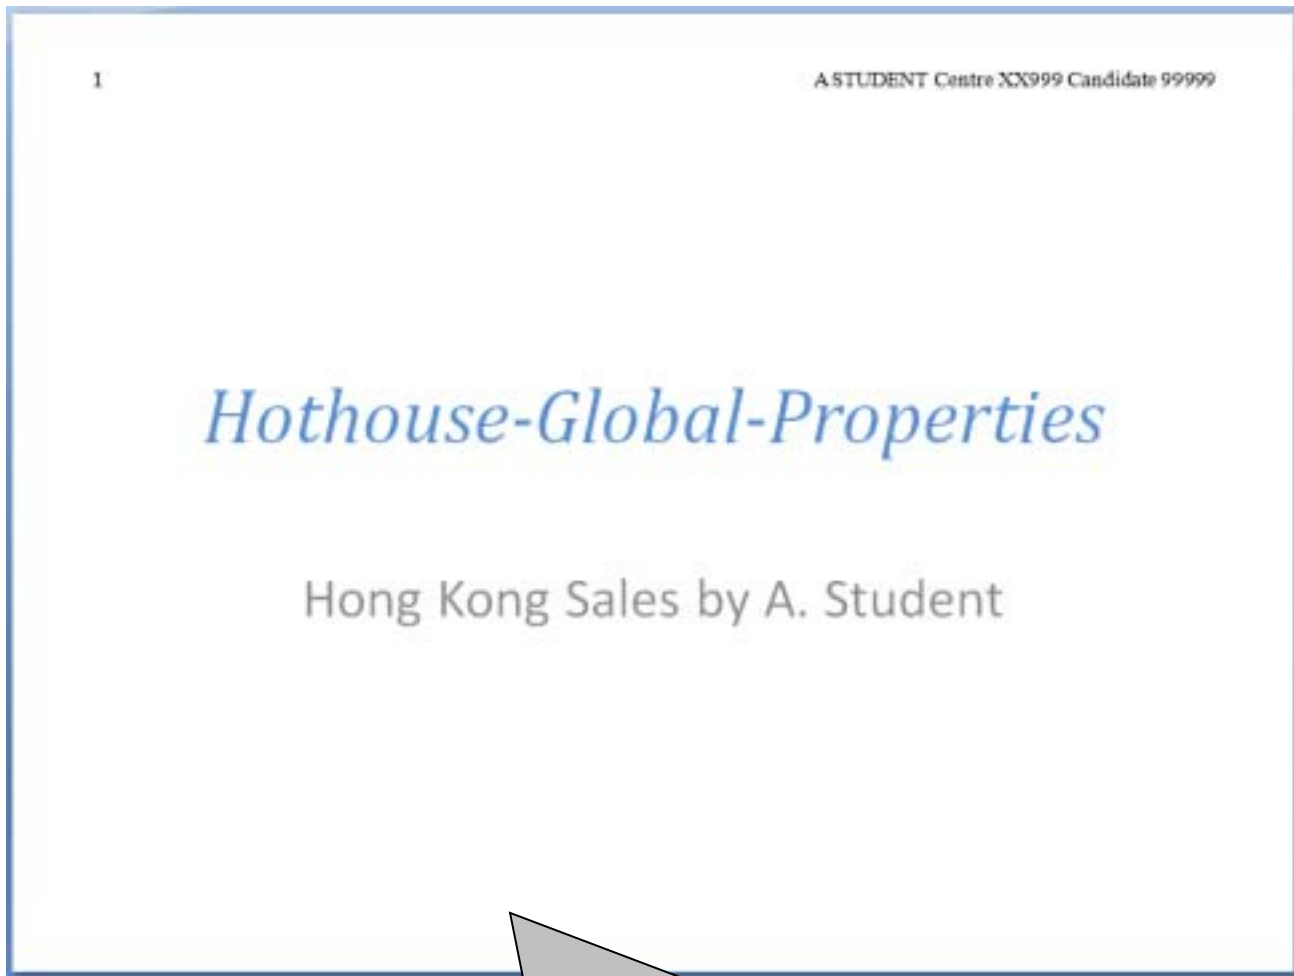 1 A STUDENT Centre XX999 Candidate 99999
Hothouse-Global-Properties
Hong Kong Sales by A. Student